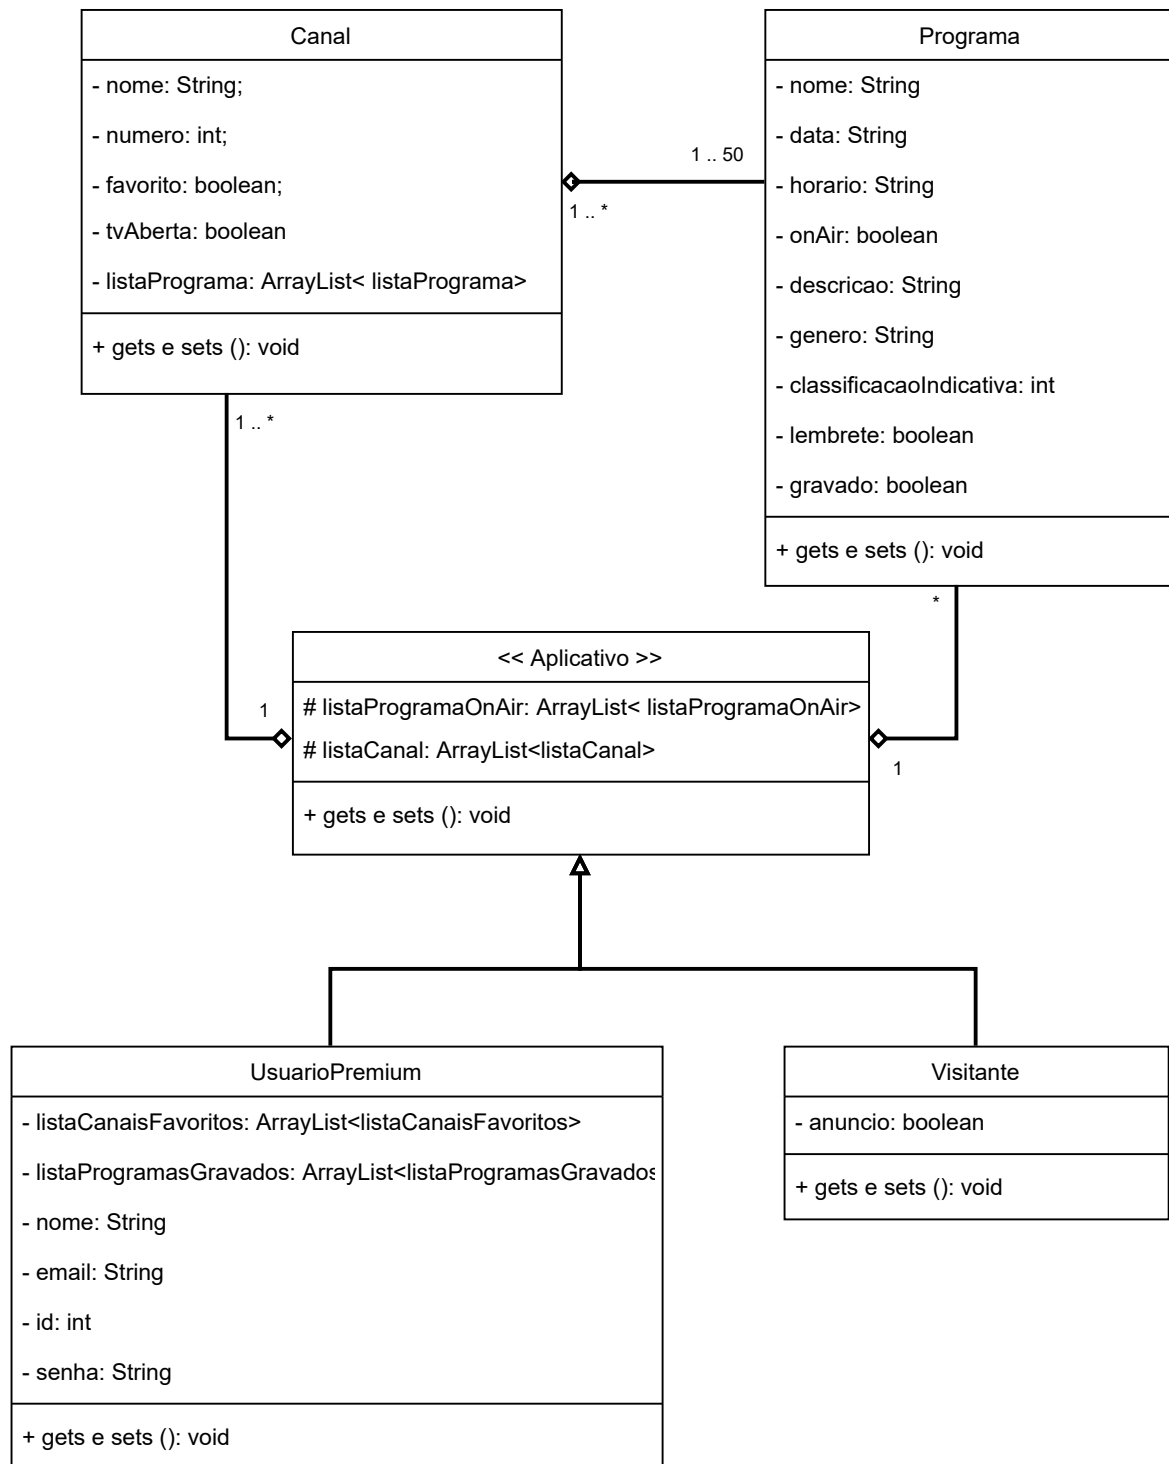 Canal
- nome: String;
- numero: int;
- favorito: boolean;
- tvAberta: boolean
- listaPrograma: ArrayList< listaPrograma>
+ gets e sets (): void
1 .. 50
1 .. *
Programa
- nome: String
- data: String
- horario: String
- onAir: boolean
- descricao: String
- genero: String
- classificacaoIndicativa: int
- lembrete: boolean
- gravado: boolean
+ gets e sets (): void
1 .. *
*
1
1
<< Aplicativo >>
# listaProgramaOnAir: ArrayList< listaProgramaOnAir>
# listaCanal: ArrayList<listaCanal>
+ gets e sets (): void
UsuarioPremium
- listaCanaisFavoritos: ArrayList<listaCanaisFavoritos>
- listaProgramasGravados: ArrayList<listaProgramasGravados
- nome: String
- email: String
- id: int
- senha: String
+ gets e sets (): void
Visitante
- anuncio: boolean
+ gets e sets (): void